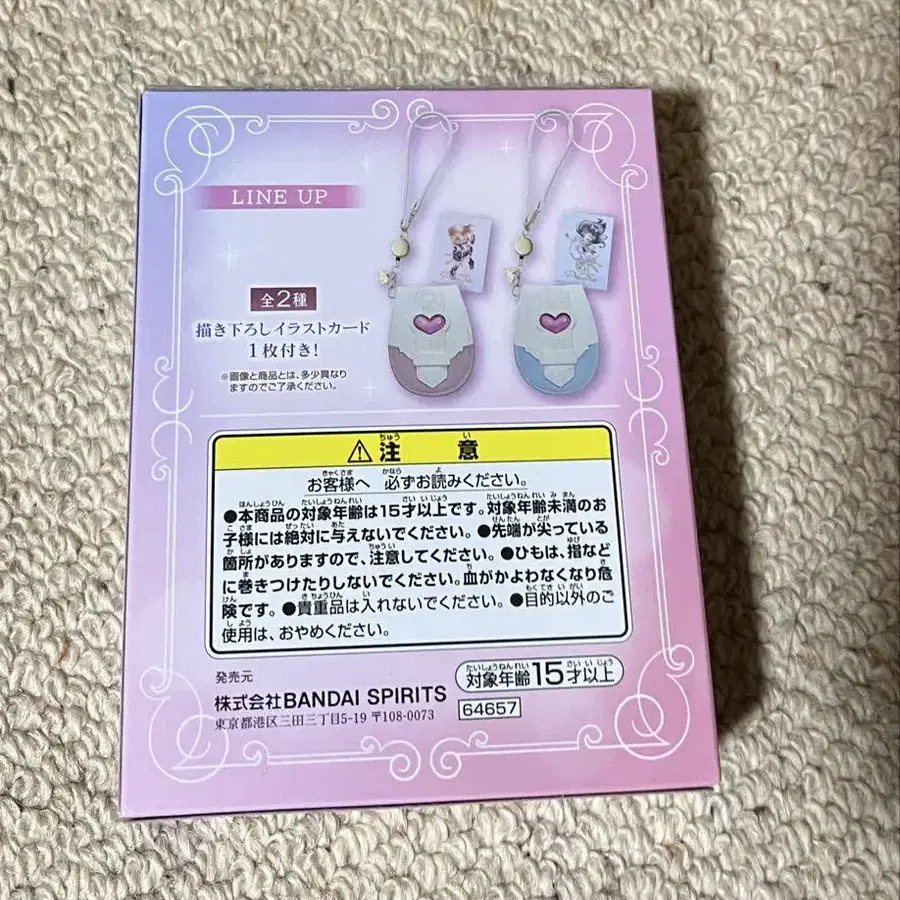 LINE UP
全2種
描き下ろしイラストカード
1枚付き!
※画像と商品とは、多少異なり
ますのでご了承ください。
⚠注意
お客様へ 必ずお読みください。
●本商品の対象年齢は15才以上です。対象年齢未満のお
子様には絶対に与えないでください。●先端が尖っている
箇所がありますので、注意してください。●ひもは、指など
に巻きつけたりしないでください。血がかよわなくなり危
険です。●貴重品は入れないでください。●目的以外のご
使用は、おやめください。
発売元
株式会社BANDAI SPIRITS
東京都港区三田三丁目5-19 〒108-0073
対象年齢15才以上
64657